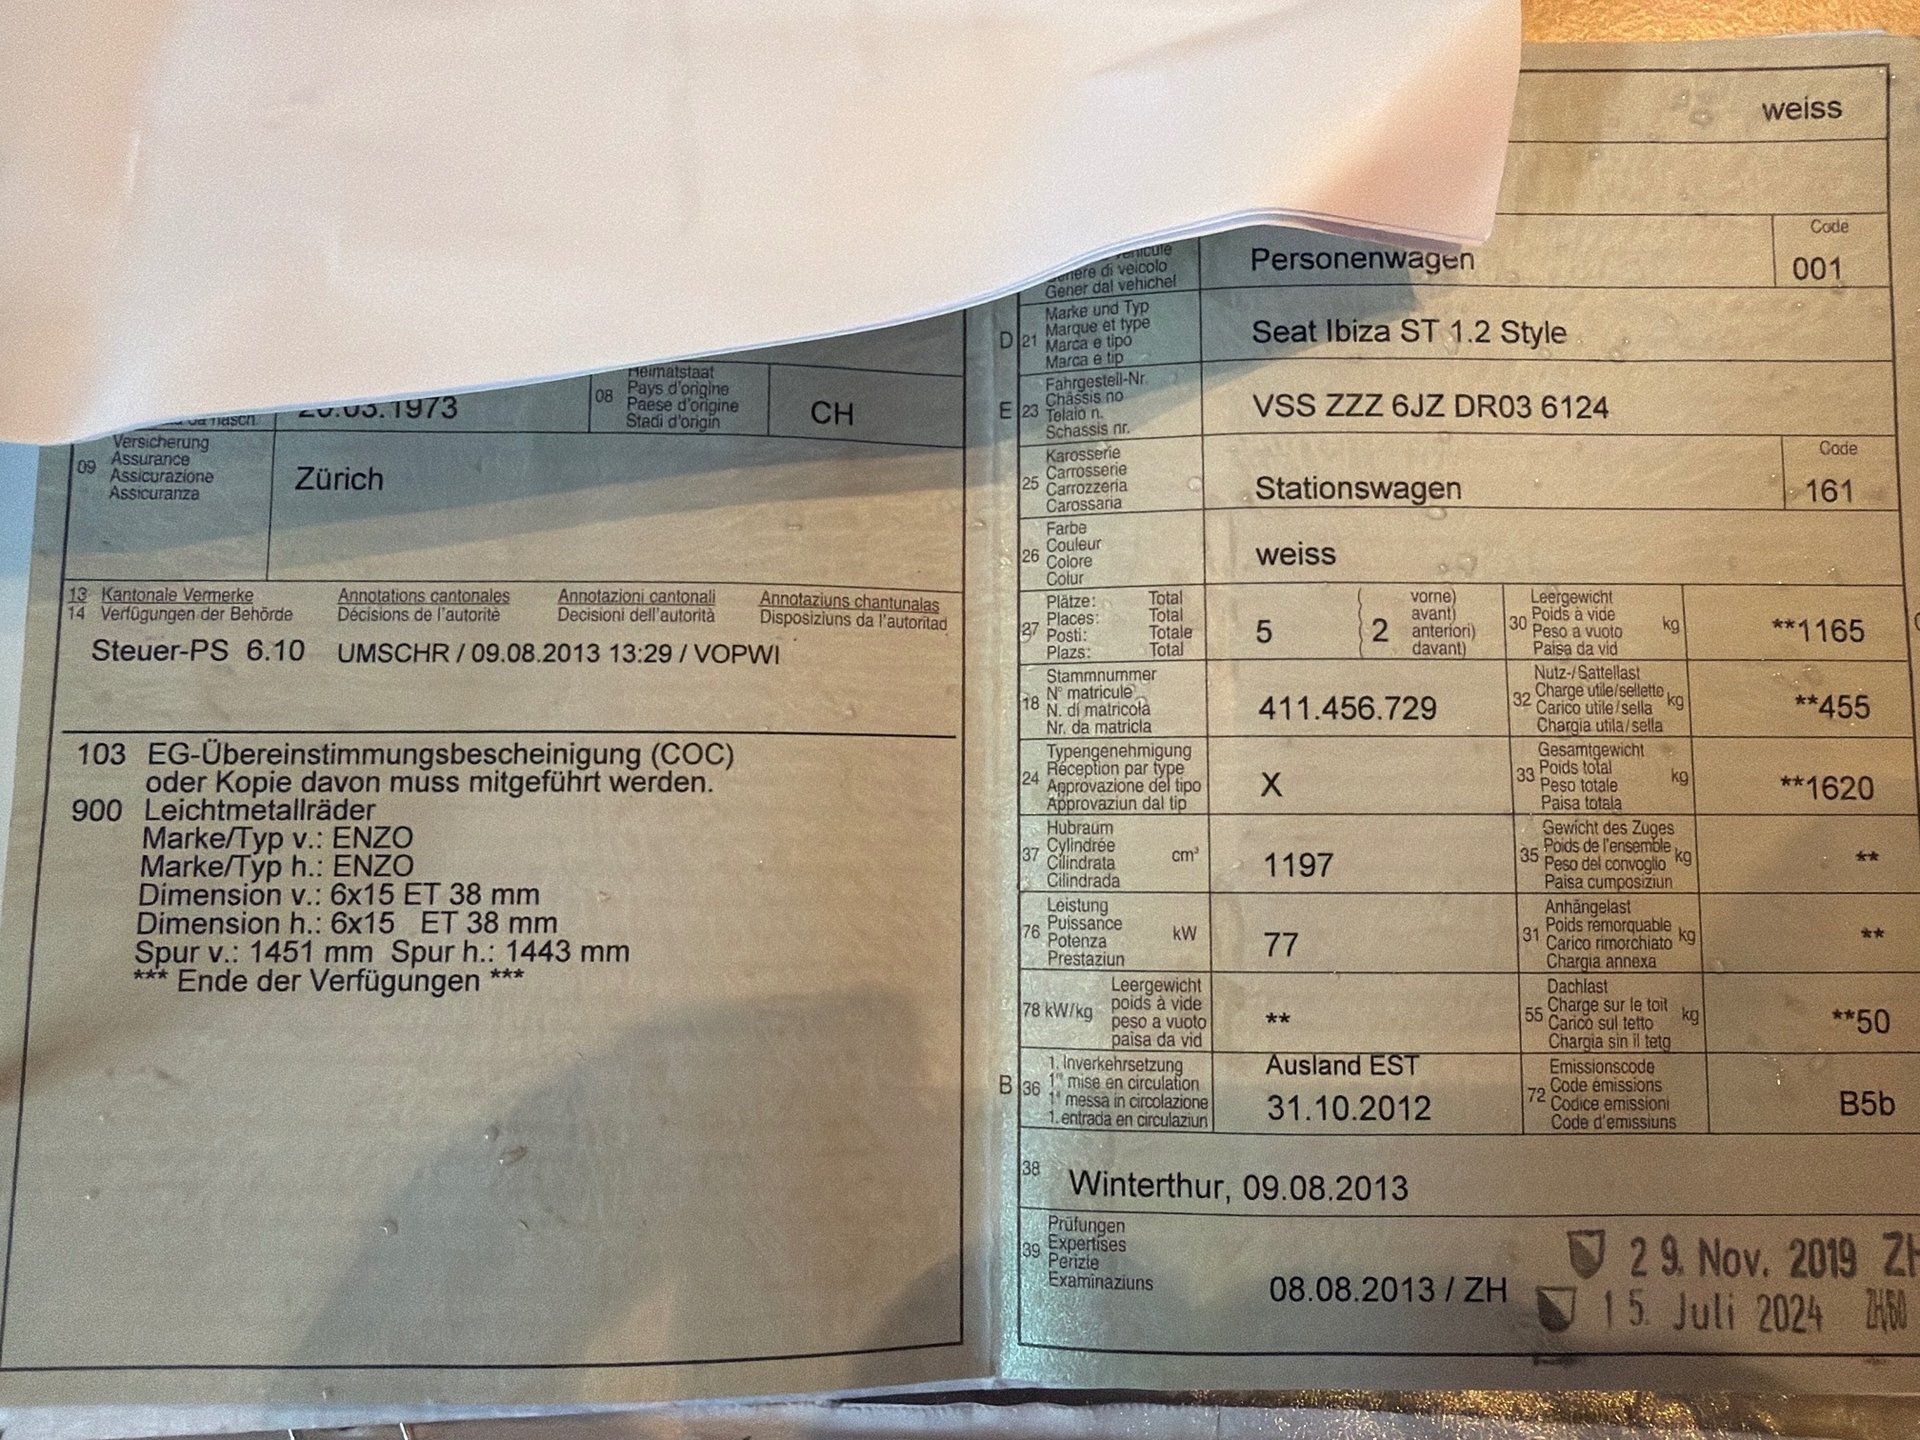 Heimatstaat
08 Pays d'origine
Paese d'origine
Stadi d'origin
CH
.1973
Versicherung
09 Assurance
Assicurazione
Assicuranza
Zürich
13 Kantonale Vermerke Annotations cantonales Annotazioni cantonali Annotaziuns chantunalas
14 Verfügungen der Behörde Décisions de l'autorité Decisioni dell'autorità Disposiziuns da l'autoritad
Steuer-PS 6.10 UMSCHR / 09.08.2013 13:29 / VOPWI
103 EG-Übereinstimmungsbescheinigung (COC)
oder Kopie davon muss mitgeführt werden.
900 Leichtmetallräder
Marke/Typ v.: ENZO
Marke/Typ h.: ENZO
Dimension v.: 6x15 ET 38 mm
Dimension h.: 6x15 ET 38 mm
Spur v.: 1451 mm Spur h.: 1443 mm
*** Ende der Verfügungen ***
weiss
di veicolo
Gener dal vehichel
Personenwagen
Code
001
Marke und Typ
D 21 Marque et type
Marca e tipo
Marca e tip
Seat Ibiza ST 1.2 Style
Fahrgestell-Nr.
E 23 Châssis no
Telaio n.
Schassis nr.
VSS ZZZ 6JZ DR03 6124
Karosserie
25 Carrosserie
Carrozzeria
Carossaria
Stationswagen
Code
161
Farbe
26 Couleur
Colore
Colur
weiss
27 Plätze: Total
Places: Total
Posti: Totale
Plazs: Total
5 (2 vorne)
avant)
anteriori)
davant)
Leergewicht
30 Poids à vide kg
Peso a vuoto
Paisa da vid
**1165
Stammnummer
18 N° matricule
N. di matricola
Nr. da matricla
411.456.729
Nutz-/Sattellast
32 Charge utile/sellette kg
Carico utile/sella
Chargia utila/sella
**455
Typengenehmigung
24 Réception par type
Approvazione del tipo
Approvaziun dal tip
X
Gesamtgewicht
33 Poids total kg
Peso totale
Paisa totala
**1620
Hubraum
37 Cylindrée cm³
Cilindrata
Cilindrada
1197
Gewicht des Zuges
35 Poids de l'ensemble kg
Peso del convoglio
Paisa cumposiziun
**
Leistung
76 Puissance kW
Potenza
Prestaziun
77
Anhängelast
31 Poids remorquable kg
Carico rimorchiato
Chargia annexa
**
Leergewicht
78 kW/kg poids à vide
peso a vuoto
paisa da vid
**
Dachlast
55 Charge sur le toit kg
Carico sul tetto
Chargia sin il tetg
**50
1. Inverkehrsetzung
B 36 1re mise en circulation
1a messa in circolazione
1. entrada en circulaziun
Ausland EST
31.10.2012
Emissionscode
72 Code émissions
Codice emissioni
Code d'emissiuns
B5b
38 Winterthur, 09.08.2013
Prüfungen
39 Expertises
Perizie
Examinaziuns
08.08.2013 / ZH
29. Nov. 2019 ZH
15. Juli 2024